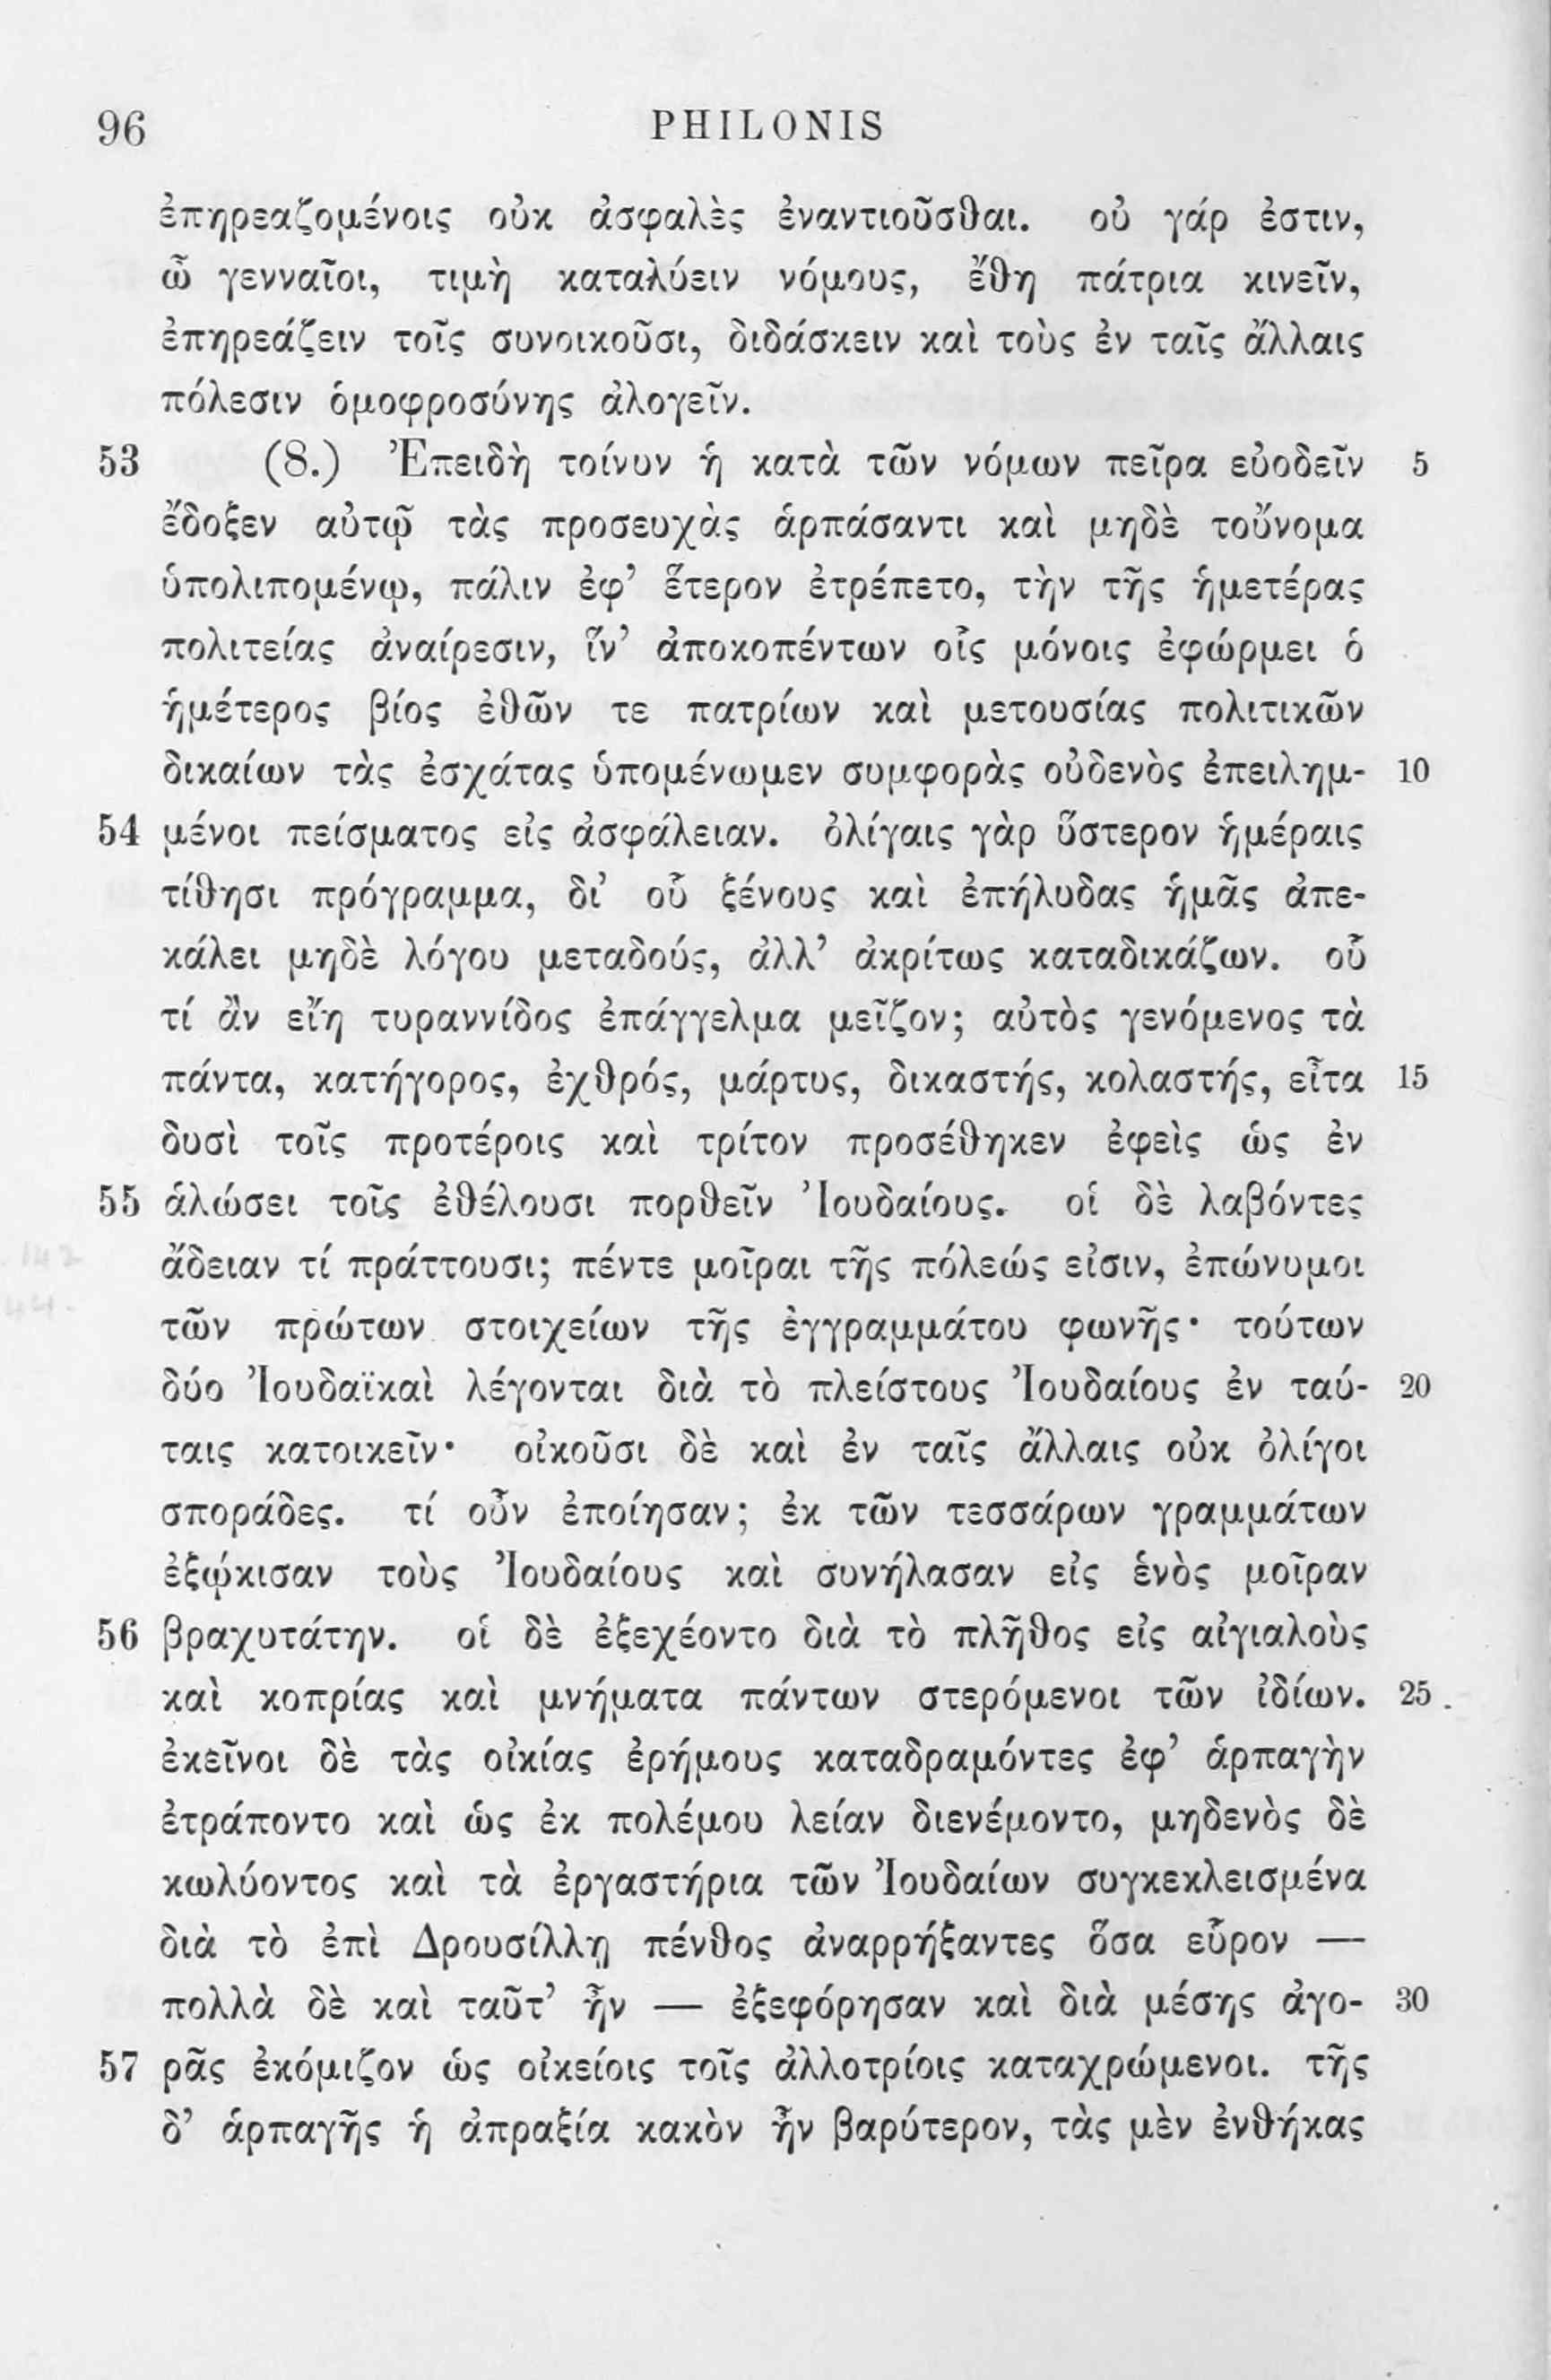 96 PHILONIS
ἐπηρεαζομένοις οὐκ ἀσφαλὲς ἐναντιοῦσθαι. οὐ γάρ ἐστιν,
ὦ γενναῖοι, τιμὴ καταλύειν νόμους, ἔθη πάτρια κινεῖν,
ἐπηρεάζειν τοῖς συνοικοῦσι, διδάσκειν καὶ τοὺς ἐν ταῖς ἄλλαις
πόλεσιν ὁμοφροσύνης ἀλογεῖν.
53 (8.) Ἐπειδὴ τοίνυν ἡ κατὰ τῶν νόμων πεῖρα εὐοδεῖν 5
ἔδοξεν αὐτῷ τὰς προσευχὰς ἁρπάσαντι καὶ μηδὲ τοὔνομα
ὑπολιπομένῳ, πάλιν ἐφ’ ἕτερον ἐτρέπετο, τὴν τῆς ἡμετέρας
πολιτείας ἀναίρεσιν, ἵν’ ἀποκοπέντων οἷς μόνοις ἐφώρμει ὁ
ἡμέτερος βίος ἐθῶν τε πατρίων καὶ μετουσίας πολιτικῶν
δικαίων τὰς ἐσχάτας ὑπομένωμεν συμφορὰς οὐδενὸς ἐπειλημ- 10
54 μένοι πείσματος εἰς ἀσφάλειαν. ὀλίγαις γὰρ ὕστερον ἡμέραις
τίθησι πρόγραμμα, δι’ οὗ ξένους καὶ ἐπήλυδας ἡμᾶς ἀπε-
κάλει μηδὲ λόγου μεταδούς, ἀλλ’ ἀκρίτως καταδικάζων. οὗ
τί ἂν εἴη τυραννίδος ἐπάγγελμα μεῖζον; αὐτὸς γενόμενος τὰ
πάντα, κατήγορος, ἐχθρός, μάρτυς, δικαστής, κολαστής, εἶτα 15
δυσὶ τοῖς προτέροις καὶ τρίτον προσέθηκεν ἐφεὶς ὡς ἐν
55 ἁλώσει τοῖς ἐθέλουσι πορθεῖν Ἰουδαίους. οἱ δὲ λαβόντες
ἄδειαν τί πράττουσι; πέντε μοῖραι τῆς πόλεώς εἰσιν, ἐπώνυμοι
τῶν πρώτων στοιχείων τῆς ἐγγραμμάτου φωνῆς· τούτων
δύο Ἰουδαϊκαὶ λέγονται διὰ τὸ πλείστους Ἰουδαίους ἐν ταύ- 20
ταις κατοικεῖν· οἰκοῦσι δὲ καὶ ἐν ταῖς ἄλλαις οὐκ ὀλίγοι
σποράδες. τί οὖν ἐποίησαν; ἐκ τῶν τεσσάρων γραμμάτων
ἐξῴκισαν τοὺς Ἰουδαίους καὶ συνήλασαν εἰς ἑνὸς μοῖραν
56 βραχυτάτην. οἱ δὲ ἐξεχέοντο διὰ τὸ πλῆθος εἰς αἰγιαλοὺς
καὶ κοπρίας καὶ μνήματα πάντων στερόμενοι τῶν ἰδίων. 25
ἐκεῖνοι δὲ τὰς οἰκίας ἐρήμους καταδραμόντες ἐφ’ ἁρπαγὴν
ἐτράποντο καὶ ὡς ἐκ πολέμου λείαν διενέμοντο, μηδενὸς δὲ
κωλύοντος καὶ τὰ ἐργαστήρια τῶν Ἰουδαίων συγκεκλεισμένα
διὰ τὸ ἐπὶ Δρουσίλλῃ πένθος ἀναρρήξαντες ὅσα εὗρον —
πολλὰ δὲ καὶ ταῦτ’ ἦν — ἐξεφόρησαν καὶ διὰ μέσης ἀγο- 30
57 ρᾶς ἐκόμιζον ὡς οἰκείοις τοῖς ἀλλοτρίοις καταχρώμενοι. τῆς
δ’ ἁρπαγῆς ἡ ἀπραξία κακὸν ἦν βαρύτερον, τὰς μὲν ἐνθήκας